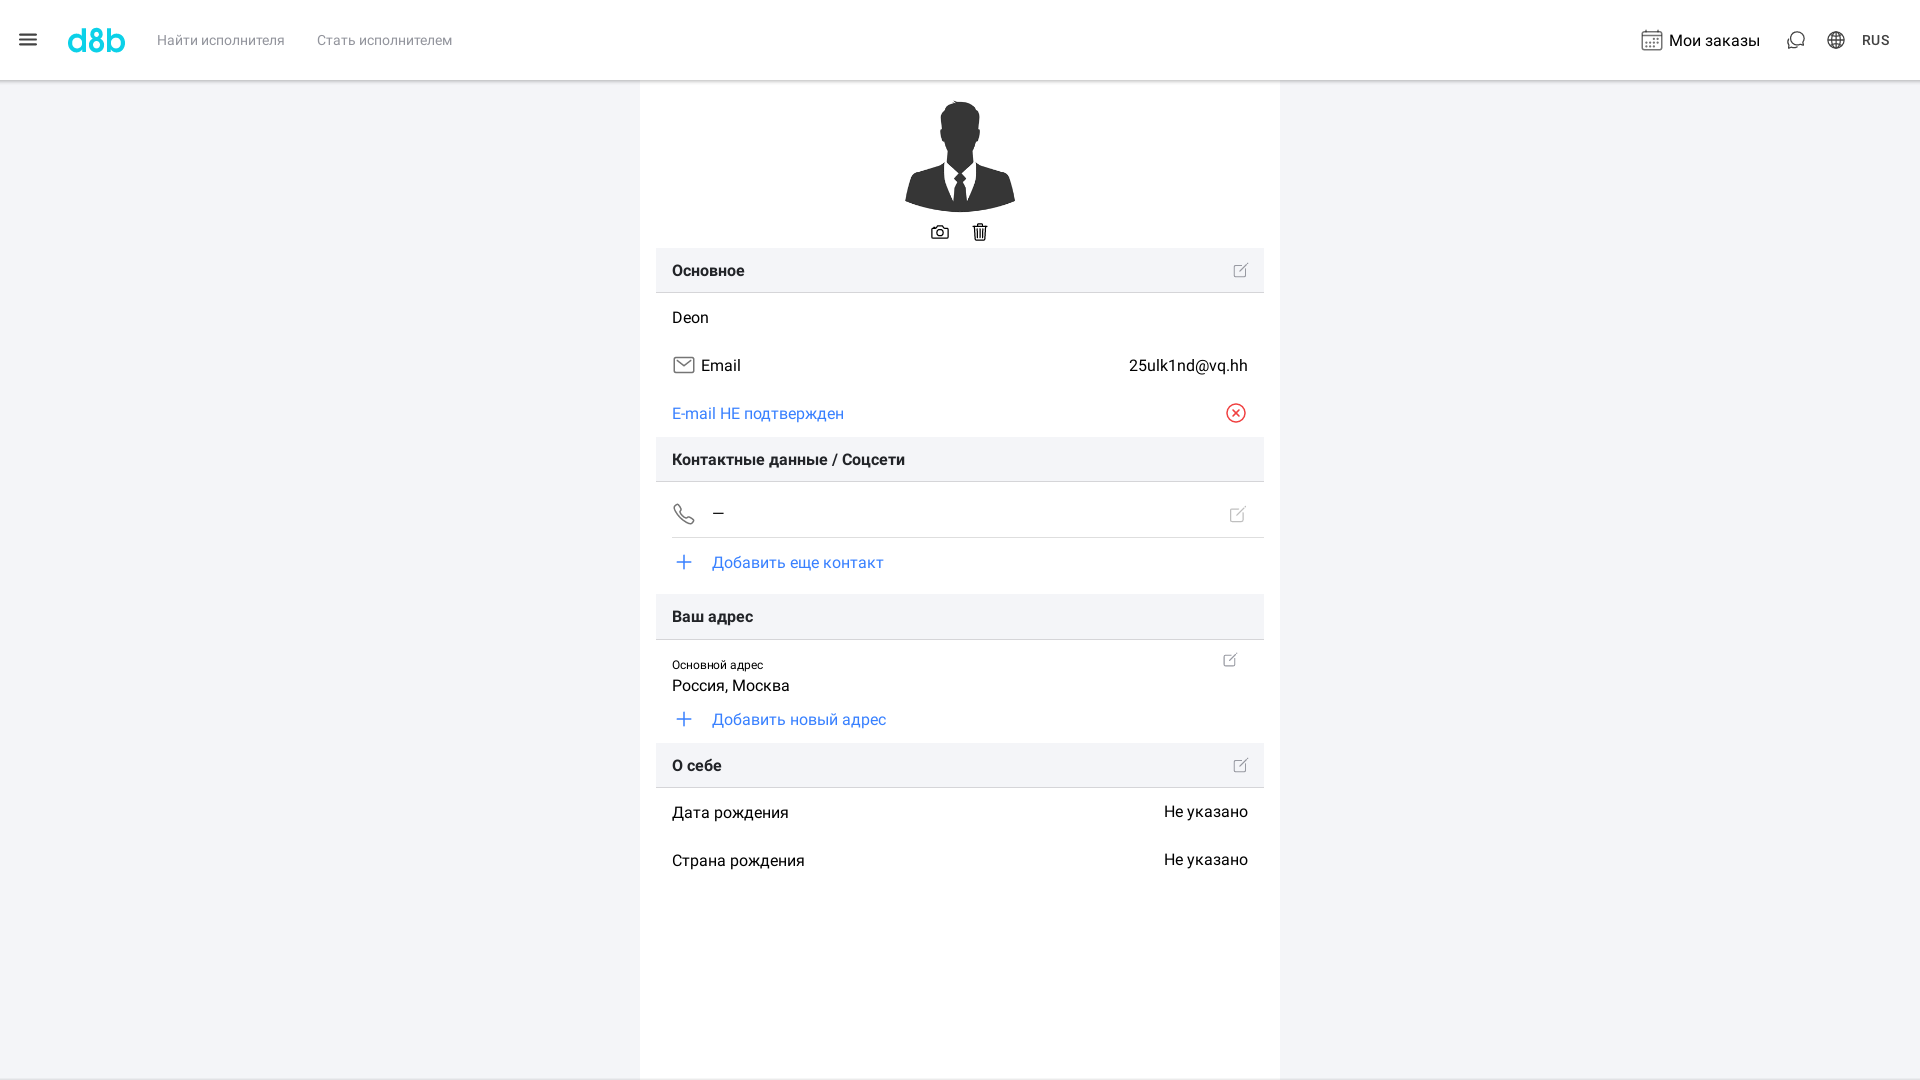 d8b
Найти исполнителя
Стать исполнителем
Мои заказы
RUS
Основное
Deon
Email
25ulk1nd@vq.hh
E-mail НЕ подтвержден
Контактные данные / Соцсети
—
Добавить еще контакт
Ваш адрес
Основной адрес
Россия, Москва
Добавить новый адрес
О себе
Дата рождения
Не указано
Страна рождения
Не указано